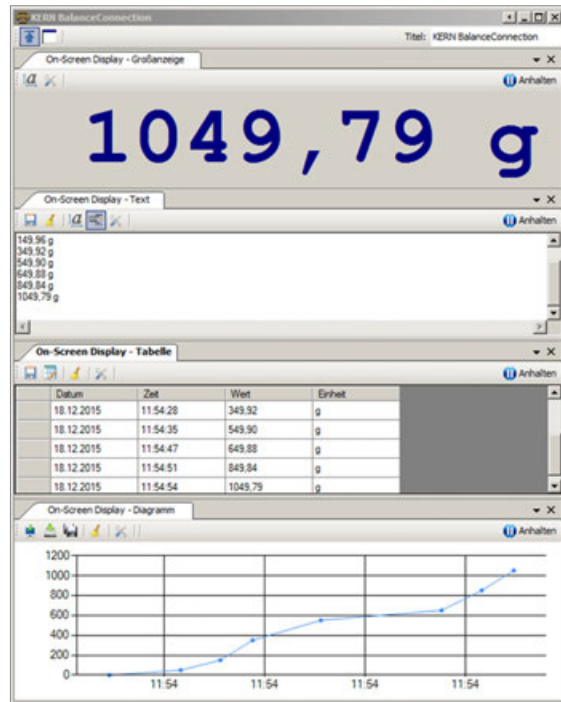 KERN BalanceConnection
Titel: KERN BalanceConnection
On-Screen Display - Großanzeige
a Anhalten
1049,79 g
On-Screen Display - Text
a Anhalten
149,96 g
349,92 g
549,90 g
649,88 g
849,84 g
1049,79 g
On-Screen Display - Tabelle
Anhalten
Datum Zeit Wert Einheit
18.12.2015 11:54:28 349,92 g
18.12.2015 11:54:35 549,90 g
18.12.2015 11:54:47 649,88 g
18.12.2015 11:54:51 849,84 g
18.12.2015 11:54:54 1049,79 g
On-Screen Display - Diagramm
Anhalten
1200
1000
800
600
400
200
0
11:54 11:54 11:54 11:54